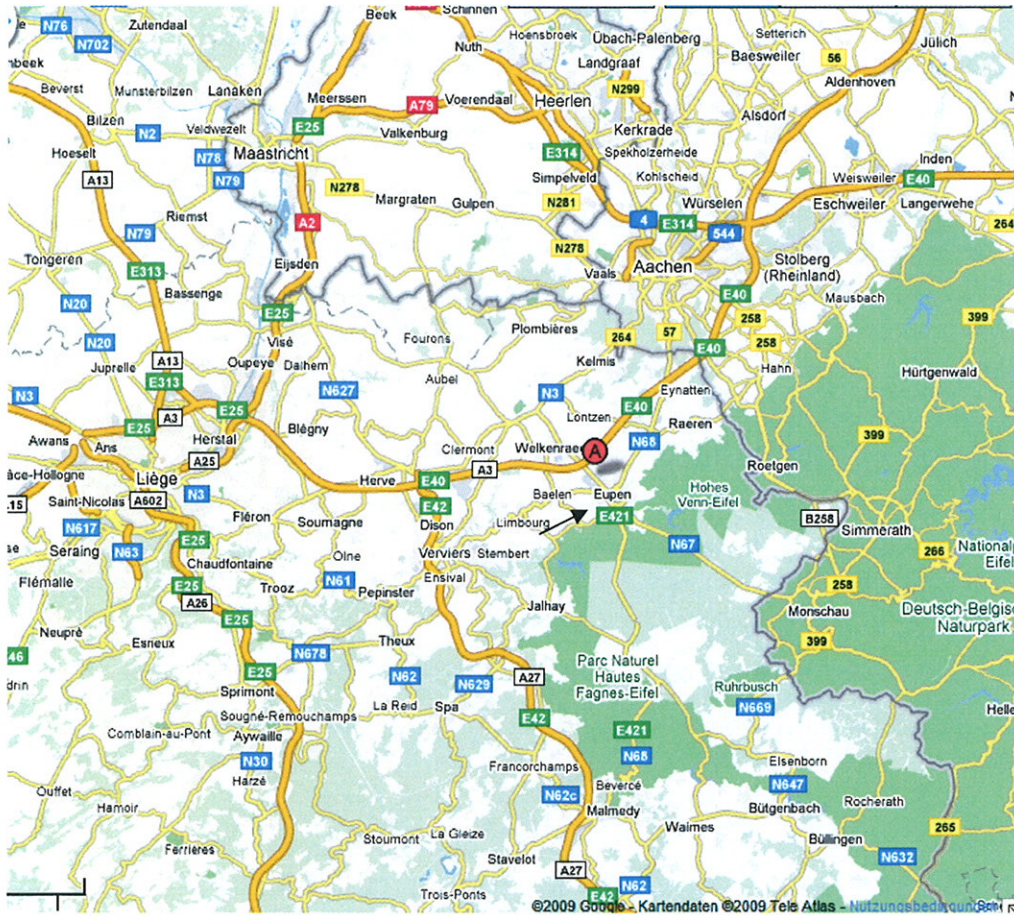 N76
Zutendaal
Beek
Schinnen
Hoensbroek
Übach-Palenberg
Setterich
56
Jülich
N702
Nuth
Landgraaf
Baesweiler
Aldenhoven
Beverst
Munsterbilzen
Lanaken
Meerssen
A79
Voerendaal
Heerlen
N299
Alsdorf
Bilzen
N2
Veldwezelt
E25
Valkenburg
Kerkrade
Hoeselt
N78
Maastricht
E314
Spekholzerheide
Inden
A13
N79
N278
Simpelveld
Kohlscheid
Weisweiler
E40
Margraten
Gulpen
N281
Würselen
Eschweiler
Langerwehe
Riemst
A2
4
E314
544
264
N79
N278
Tongeren
E313
Eijsden
Vaals
Aachen
Stolberg
(Rheinland)
Bassenge
E40
Mausbach
N20
E25
Plombières
264
57
258
399
N20
Visé
Fourons
Kelmis
E40
258
A13
Oupeye
Dalhem
Hahn
Hürtgenwald
Juprelle
E313
Aubel
Eynatten
N3
N627
N3
E40
A3
E25
Lontzen
E25
Blégny
Raeren
399
Awans
Ans
Herstal
Clermont
Welkenrae
A
N68
A25
A3
Roetgen
Liège
Herve
E40
Hohes
Venn-Eifel
Saint-Nicolas
A602
N3
E42
Baelen
Eupen
B258
Fléron
Soumagne
Dison
Limbourg
E421
Simmerath
N617
Seraing
N63
E25
Olne
Verviers
Stembert
N67
266
Chaudfontaine
Flémalle
E25
Trooz
N61
Ensival
258
A26
Pepinster
Jalhay
Monschau
Deutsch-Belgisc
Naturpark
Neupré
E25
Esneux
Theux
399
N678
46
E25
N62
N629
A27
Parc Naturel
Hautes
Fagnes-Eifel
Ruhrbusch
Sprimont
La Reid
Spa
N669
Sougné-Remouchamps
E42
Comblain-au-Pont
Aywaille
E421
N30
N68
Elsenborn
Francorchamps
Harzé
Bevercé
N647
Ouffet
N62c
Rocherath
Hamoir
Malmedy
Bütgenbach
Waimes
265
Stoumont
La Gleize
Büllingen
Ferrières
Stavelot
N632
A27
N62
Trois-Ponts
E42
©2009 Google - Kartendaten ©2009 Tele Atlas - Nutzungsbedingungen